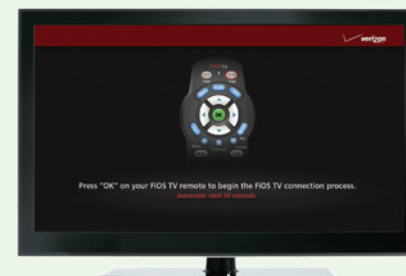 verizon
FiOS TV
OK
Press "OK" on your FiOS TV remote to begin the FiOS TV connection process.
Automatic start 30 seconds